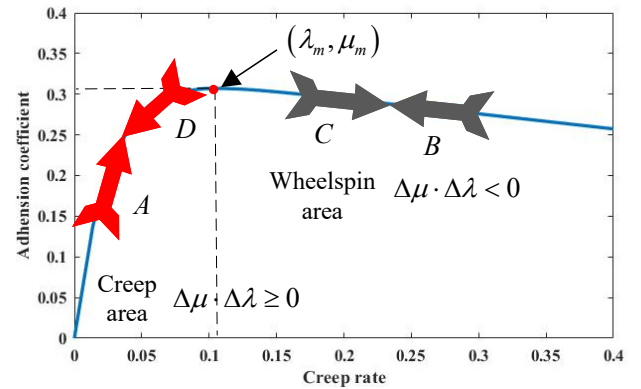 0.4
0.35
0.3
0.25
0.2
0.15
0.1
0.05
0
Adhension coefficient
(λₘ, μₘ)
D
A
C
B
Wheelspin
area
Δμ · Δλ < 0
Creep
area
Δμ · Δλ ≥ 0
0 0.05 0.1 0.15 0.2 0.25 0.3 0.35 0.4
Creep rate